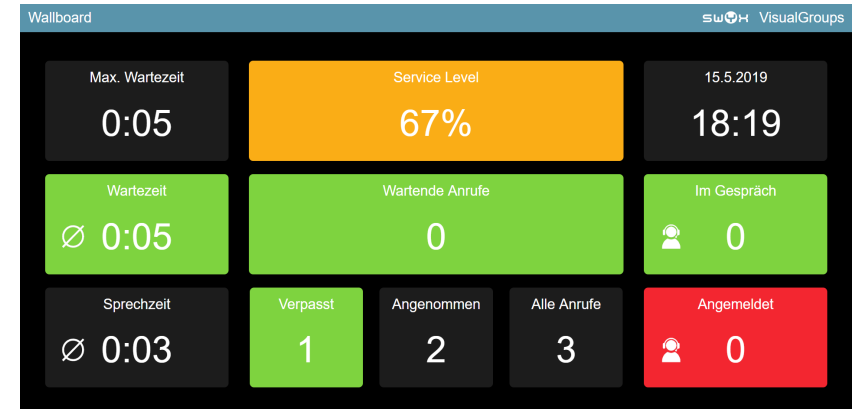 Wallboard
swyx VisualGroups
Max. Wartezeit
0:05
Service Level
67%
15.5.2019
18:19
Wartezeit
Ø 0:05
Wartende Anrufe
0
Im Gespräch
0
Sprechzeit
Ø 0:03
Verpasst
1
Angenommen
2
Alle Anrufe
3
Angemeldet
0